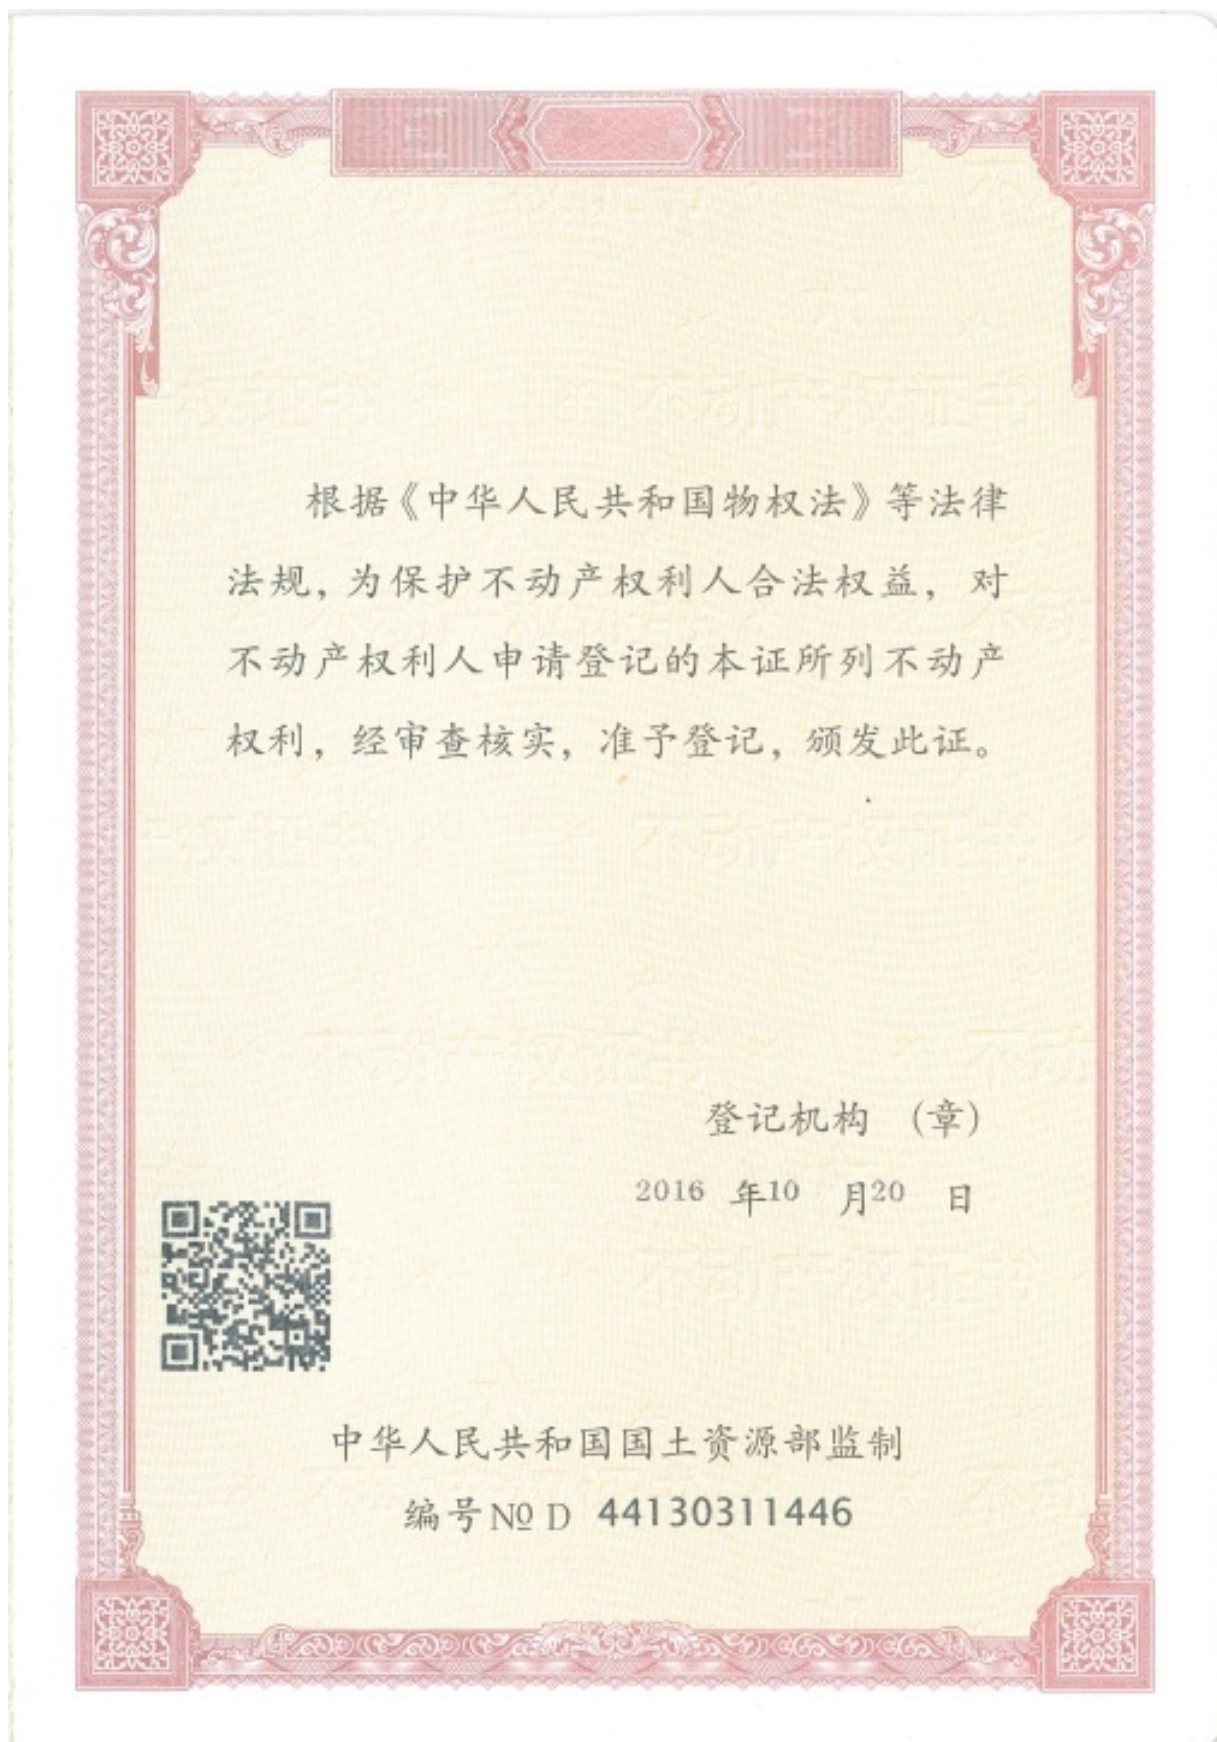 根据《中华人民共和国物权法》等法律
法规，为保护不动产权利人合法权益，对
不动产权利人申请登记的本证所列不动产
权利，经审查核实，准予登记，颁发此证。
登记机构 （章）
2016 年10 月20 日
中华人民共和国国土资源部监制
编号№ D 44130311446